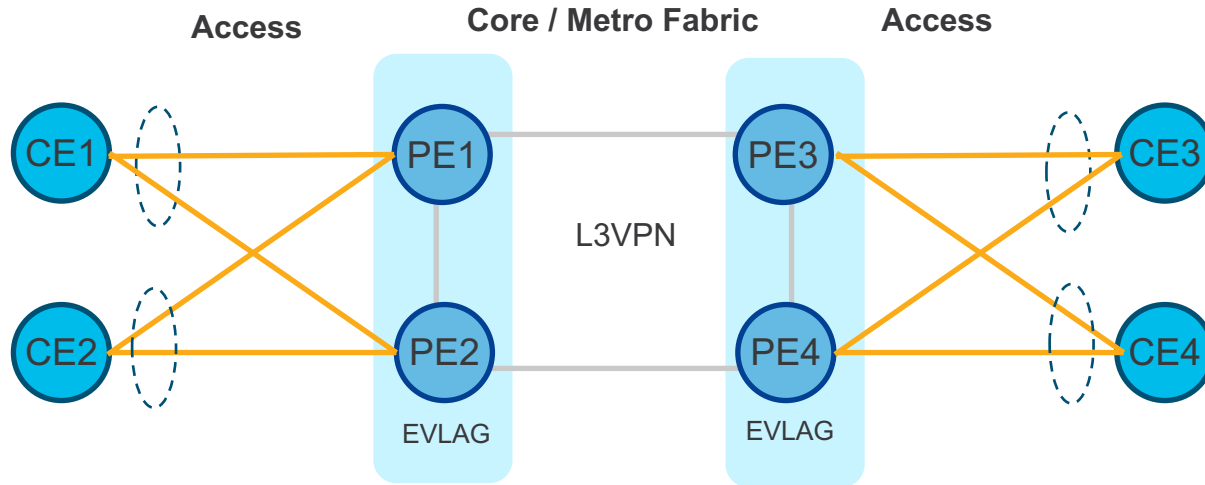 Access
Core / Metro Fabric
Access
CE1
PE1
PE3
CE3
L3VPN
CE2
PE2
PE4
CE4
EVLAG
EVLAG